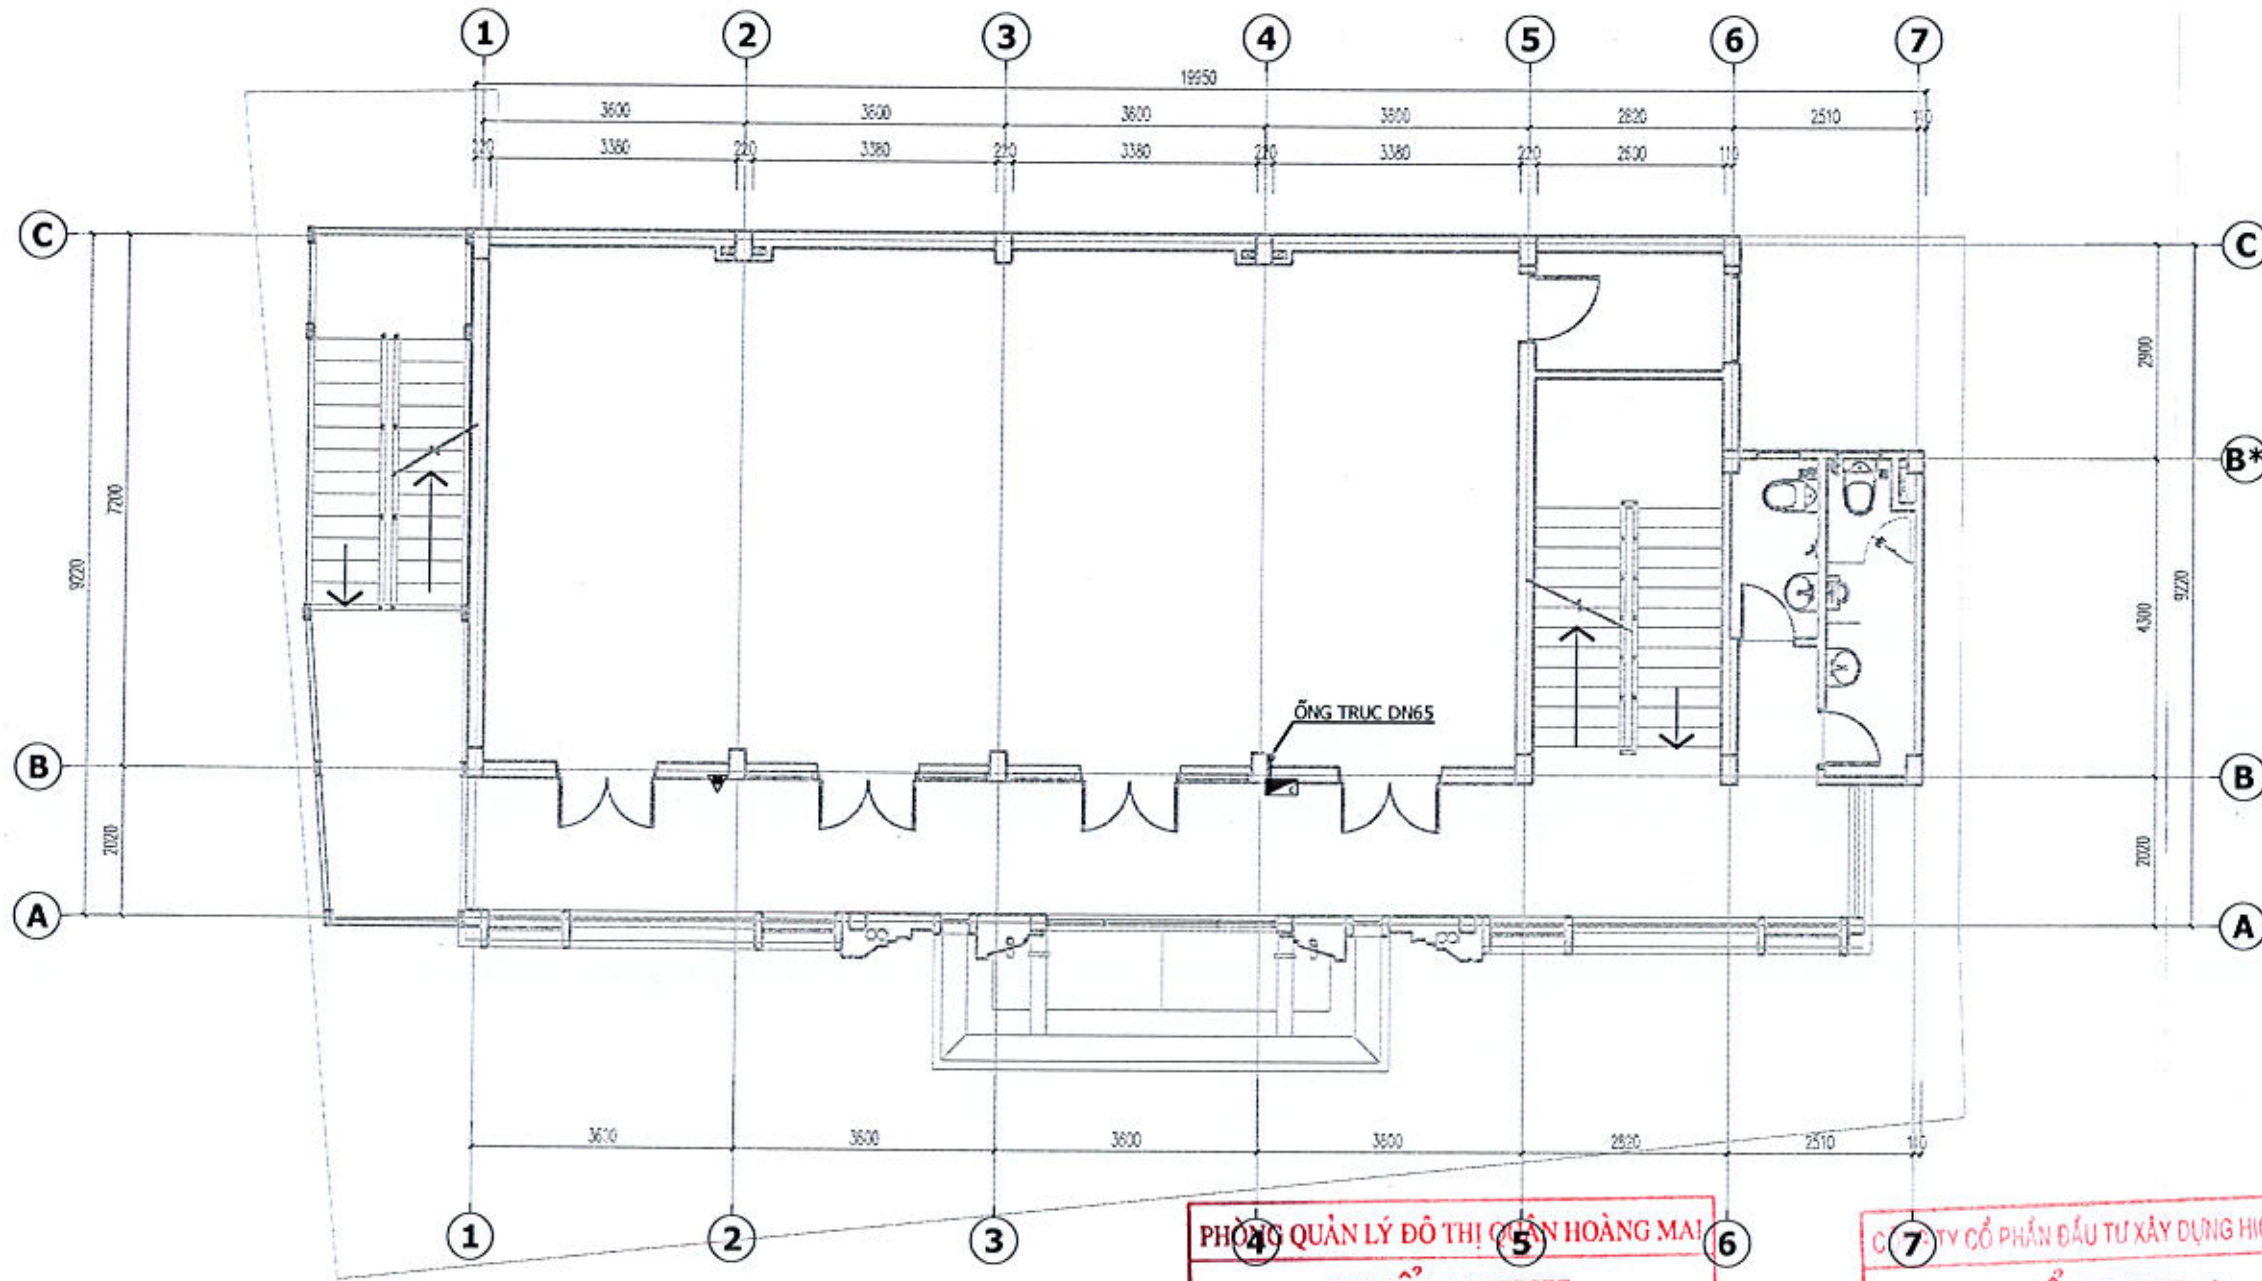 1 2 3 4 5 6 7
19950
3600 3600 3600 3600 2820 2510 110
220 3380 220 3380 220 3380 220 3380 220 2600 110
C C
2900
B*
7200
9220
4300
9220
ỐNG TRỤC DN65
B B
2020
2020
A A
3600 3600 3600 3600 2820 2510 110
1 2 3 4 5 6 7
PHÒNG QUẢN LÝ ĐÔ THỊ QUẬN HOÀNG MAI
CÔNG TY CỔ PHẦN ĐẦU TƯ XÂY DỰNG